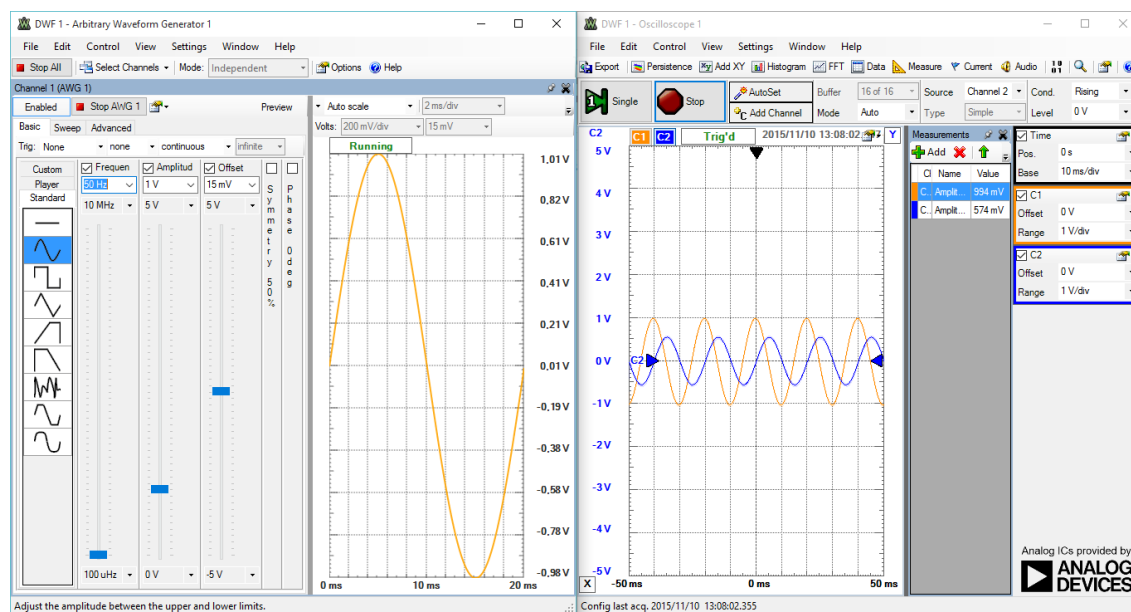 DWF 1 - Arbitrary Waveform Generator 1
File Edit Control View Settings Window Help
Stop All Select Channels Mode: Independent Options Help
Channel 1 (AWG 1)
Enabled Stop AWG 1 Preview
Basic Sweep Advanced
Trig: None none continuous infinite
Custom
Player
Standard
Frequen Amplitud Offset
50 Hz 1 V 15 mV
10 MHz 5 V 5 V
100 uHz 0 V -5 V
Symmetry 50%
Phase 0 deg
Auto scale 2 ms/div
Volts: 200 mV/div 15 mV
Running
1,01 V
0,82 V
0,61 V
0,41 V
0,21 V
0,01 V
-0,19 V
-0,38 V
-0,58 V
-0,78 V
-0,98 V
0 ms 10 ms 20 ms
Adjust the amplitude between the upper and lower limits.
DWF 1 - Oscilloscope 1
File Edit Control View Settings Window Help
Export Persistence Add XY Histogram FFT Data Measure Current Audio
Single Stop AutoSet Buffer 16 of 16 Source Channel 2 Cond. Rising
Add Channel Mode Auto Type Simple Level 0 V
C2 C1 C2 Trig'd 2015/11/10 13:08:02 Y
5 V
4 V
3 V
2 V
1 V
0 V
-1 V
-2 V
-3 V
-4 V
-5 V
C2
X -50 ms 0 ms 50 ms
Measurements
Add
Name Value
C.. Amplit... 994 mV
C.. Amplit... 574 mV
Time
Pos. 0 s
Base 10 ms/div
C1
Offset 0 V
Range 1 V/div
C2
Offset 0 V
Range 1 V/div
Analog ICs provided by
ANALOG
DEVICES
Config last acq. 2015/11/10 13:08:02.355